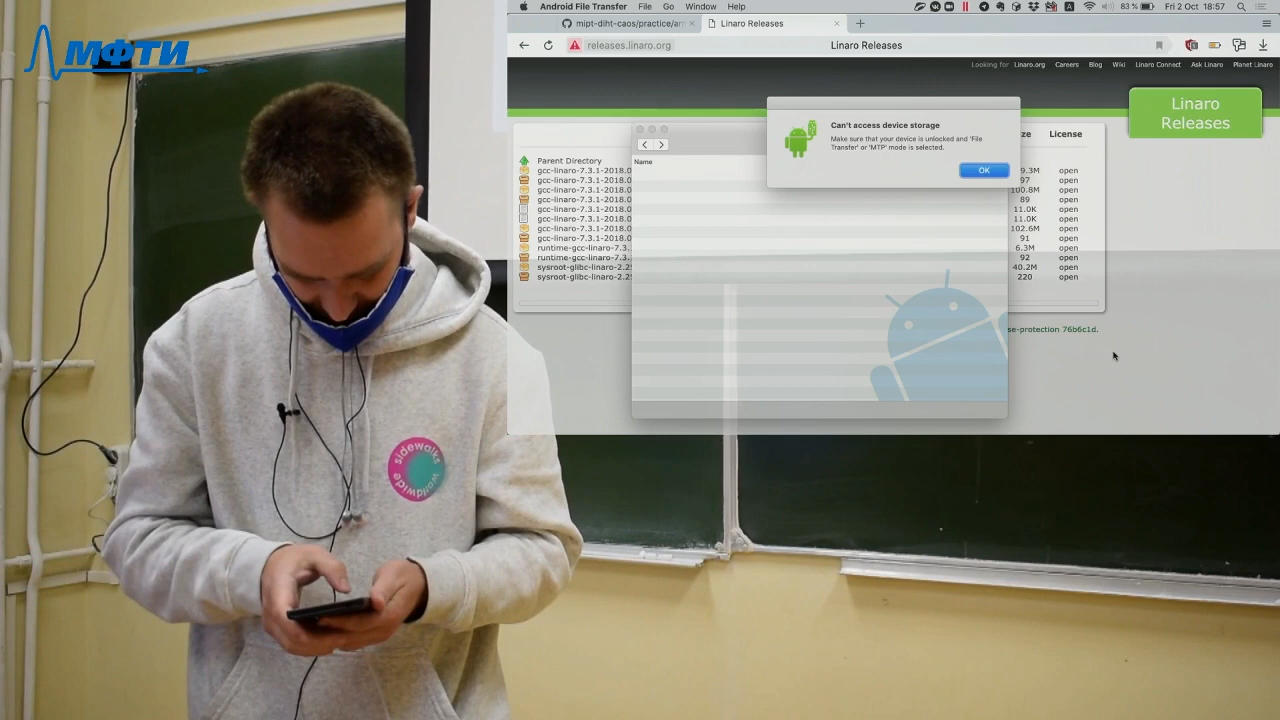 МФТИ
sidewalks
worldwide
Android File Transfer File Go Window Help
83 % Fri 2 Oct 18:57
mipt-diht-caos/practice/arr
Linaro Releases
releases.linaro.org
Linaro Releases
Looking for Linaro.org Careers Blog Wiki Linaro Connect Ask Linaro Planet Linaro
Linaro
Releases
Can't access device storage
Make sure that your device is unlocked and 'File
Transfer' or 'MTP' mode is selected.
OK
Name
ze License
Parent Directory
gcc-linaro-7.3.1-2018.0 9.3M open
gcc-linaro-7.3.1-2018.0 97 open
gcc-linaro-7.3.1-2018.0 100.8M open
gcc-linaro-7.3.1-2018.0 89 open
gcc-linaro-7.3.1-2018.0 11.0K open
gcc-linaro-7.3.1-2018.0 11.0K open
gcc-linaro-7.3.1-2018.0 102.6M open
gcc-linaro-7.3.1-2018.0 91 open
runtime-gcc-linaro-7.3. 6.3M open
runtime-gcc-linaro-7.3. 92 open
sysroot-glibc-linaro-2.25 40.2M open
sysroot-glibc-linaro-2.25 220 open
se-protection 76b6c1d.